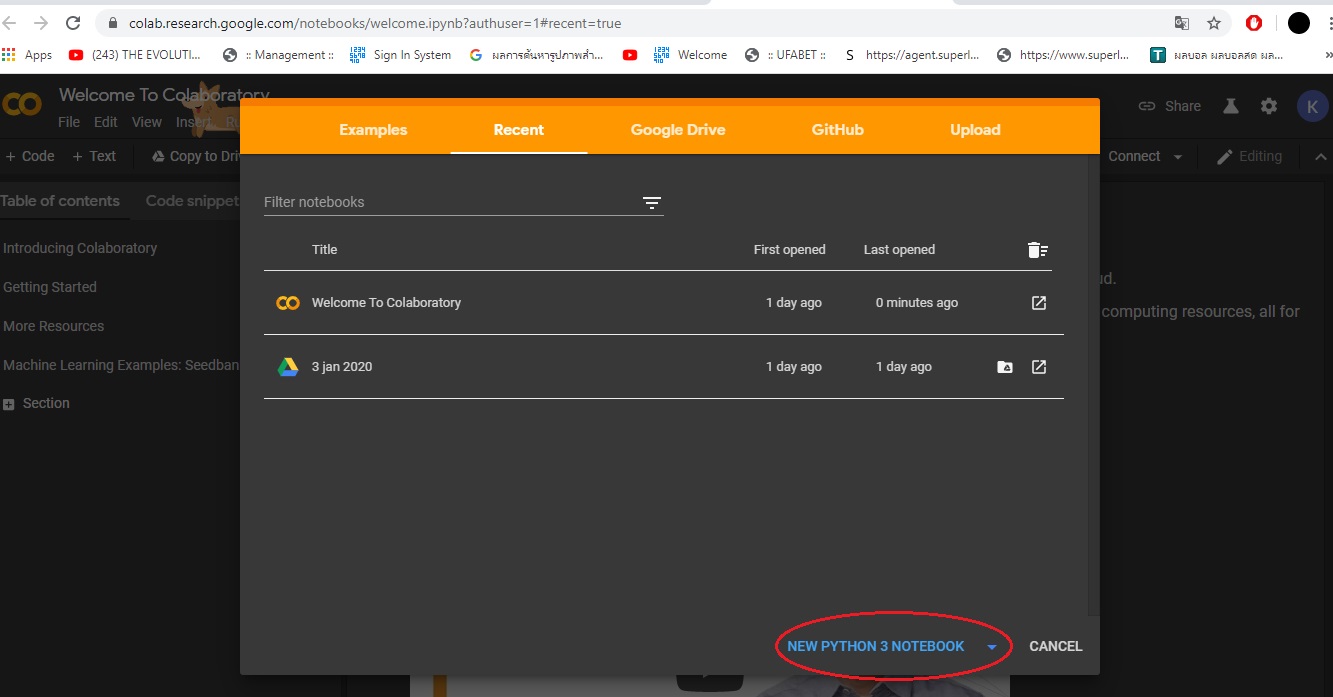 colab.research.google.com/notebooks/welcome.ipynb?authuser=1#recent=true
Apps (243) THE EVOLUTI... :: Management :: Sign In System ผลการค้นหารูปภาพสำ... Welcome :: UFABET :: S https://agent.superl... https://www.superl... T ผลบอล ผลบอลสด ผล... »
Welcome To Colaboratory
File Edit View Insert Ru
Share K
+ Code + Text Copy to Driv
Connect Editing
Examples Recent Google Drive GitHub Upload
Table of contents Code snippet
Introducing Colaboratory
Getting Started
More Resources
Machine Learning Examples: Seedban
Section
Filter notebooks
Title First opened Last opened
Welcome To Colaboratory 1 day ago 0 minutes ago
3 jan 2020 1 day ago 1 day ago
ud.
computing resources, all for
NEW PYTHON 3 NOTEBOOK CANCEL